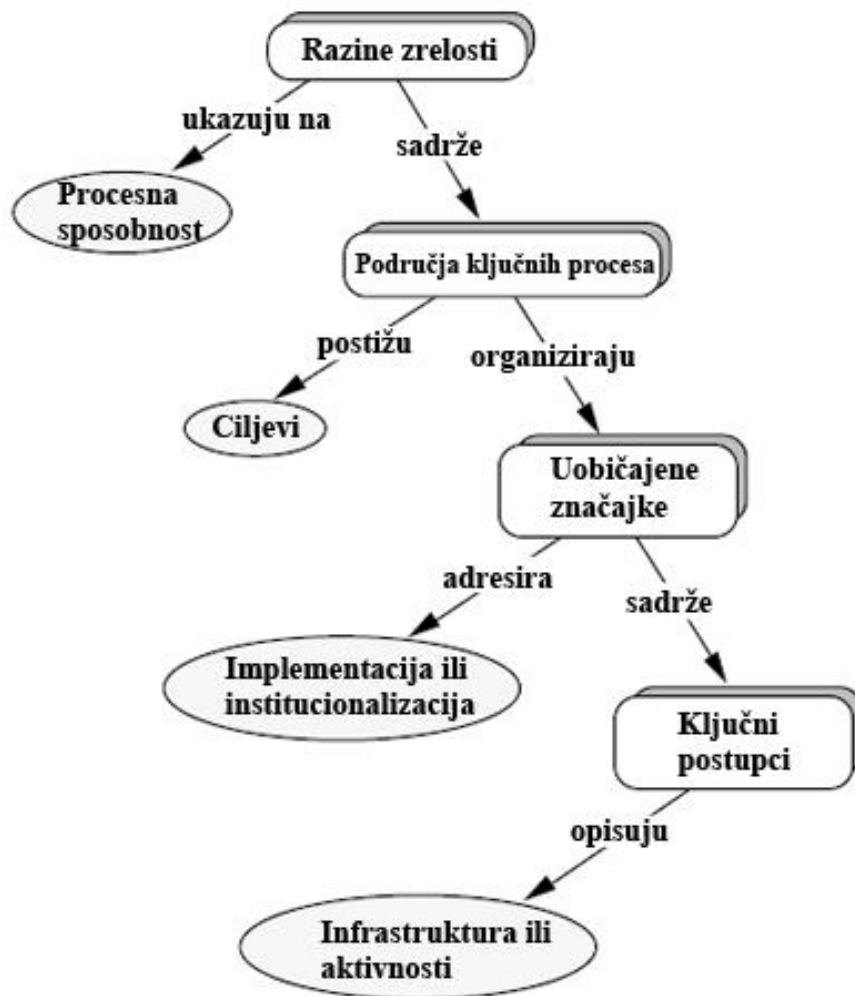 Razine zrelosti
ukazuju na
sadrže
Procesna
sposobnost
Područja ključnih procesa
postižu
organiziraju
Ciljevi
Uobičajene
značajke
adresira
sadrže
Implementacija ili
institucionalizacija
Ključni
postupci
opisuju
Infrastruktura ili
aktivnosti